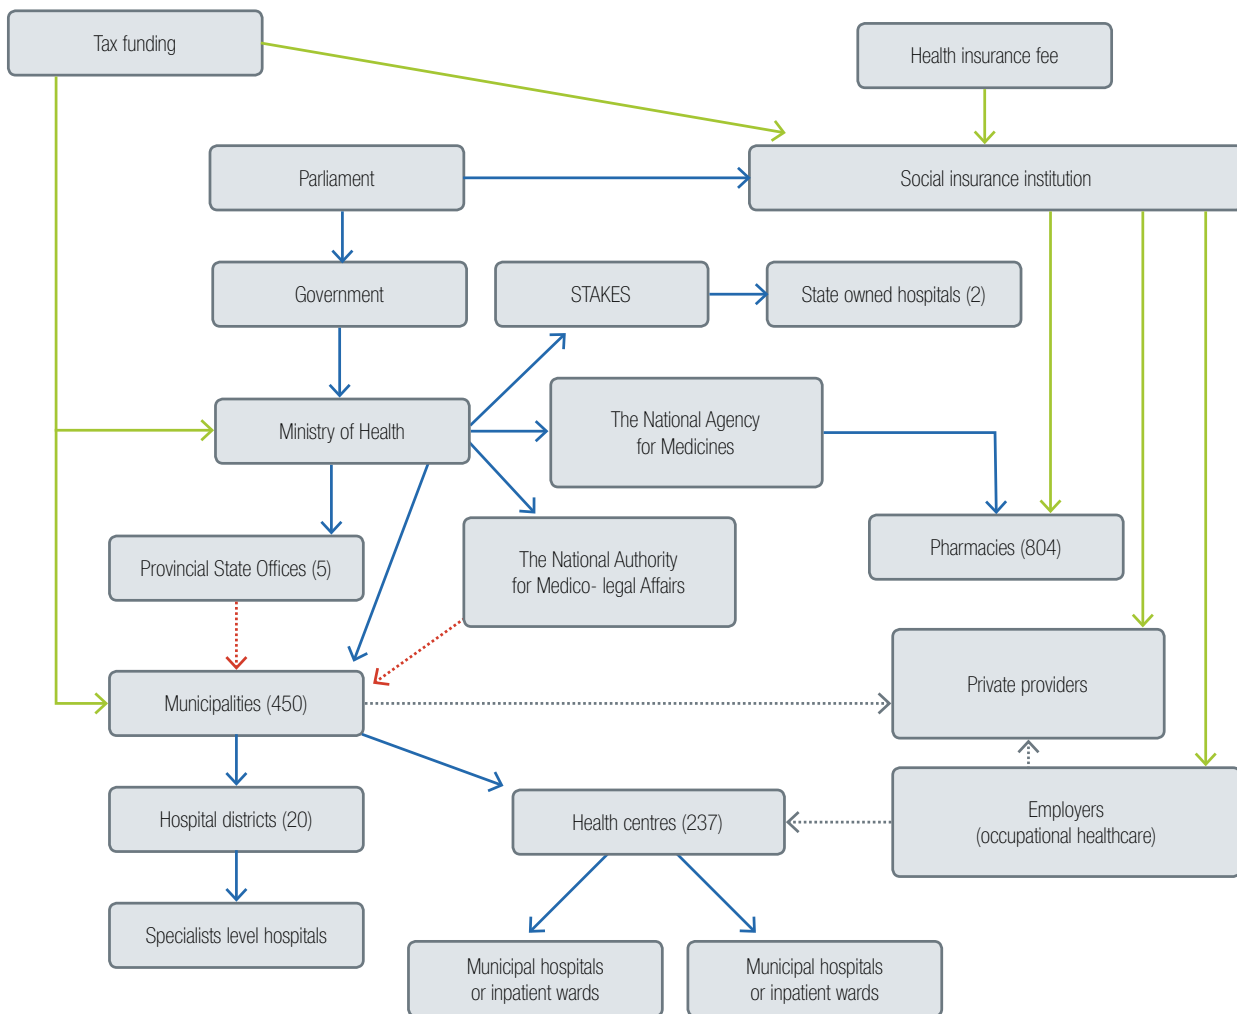 Tax funding
Health insurance fee
Parliament
Social insurance institution
Government
STAKES
State owned hospitals (2)
Ministry of Health
The National Agency
for Medicines
Provincial State Offices (5)
The National Authority
for Medico- legal Affairs
Pharmacies (804)
Municipalities (450)
Private providers
Hospital districts (20)
Health centres (237)
Employers
(occupational healthcare)
Specialists level hospitals
Municipal hospitals
or inpatient wards
Municipal hospitals
or inpatient wards